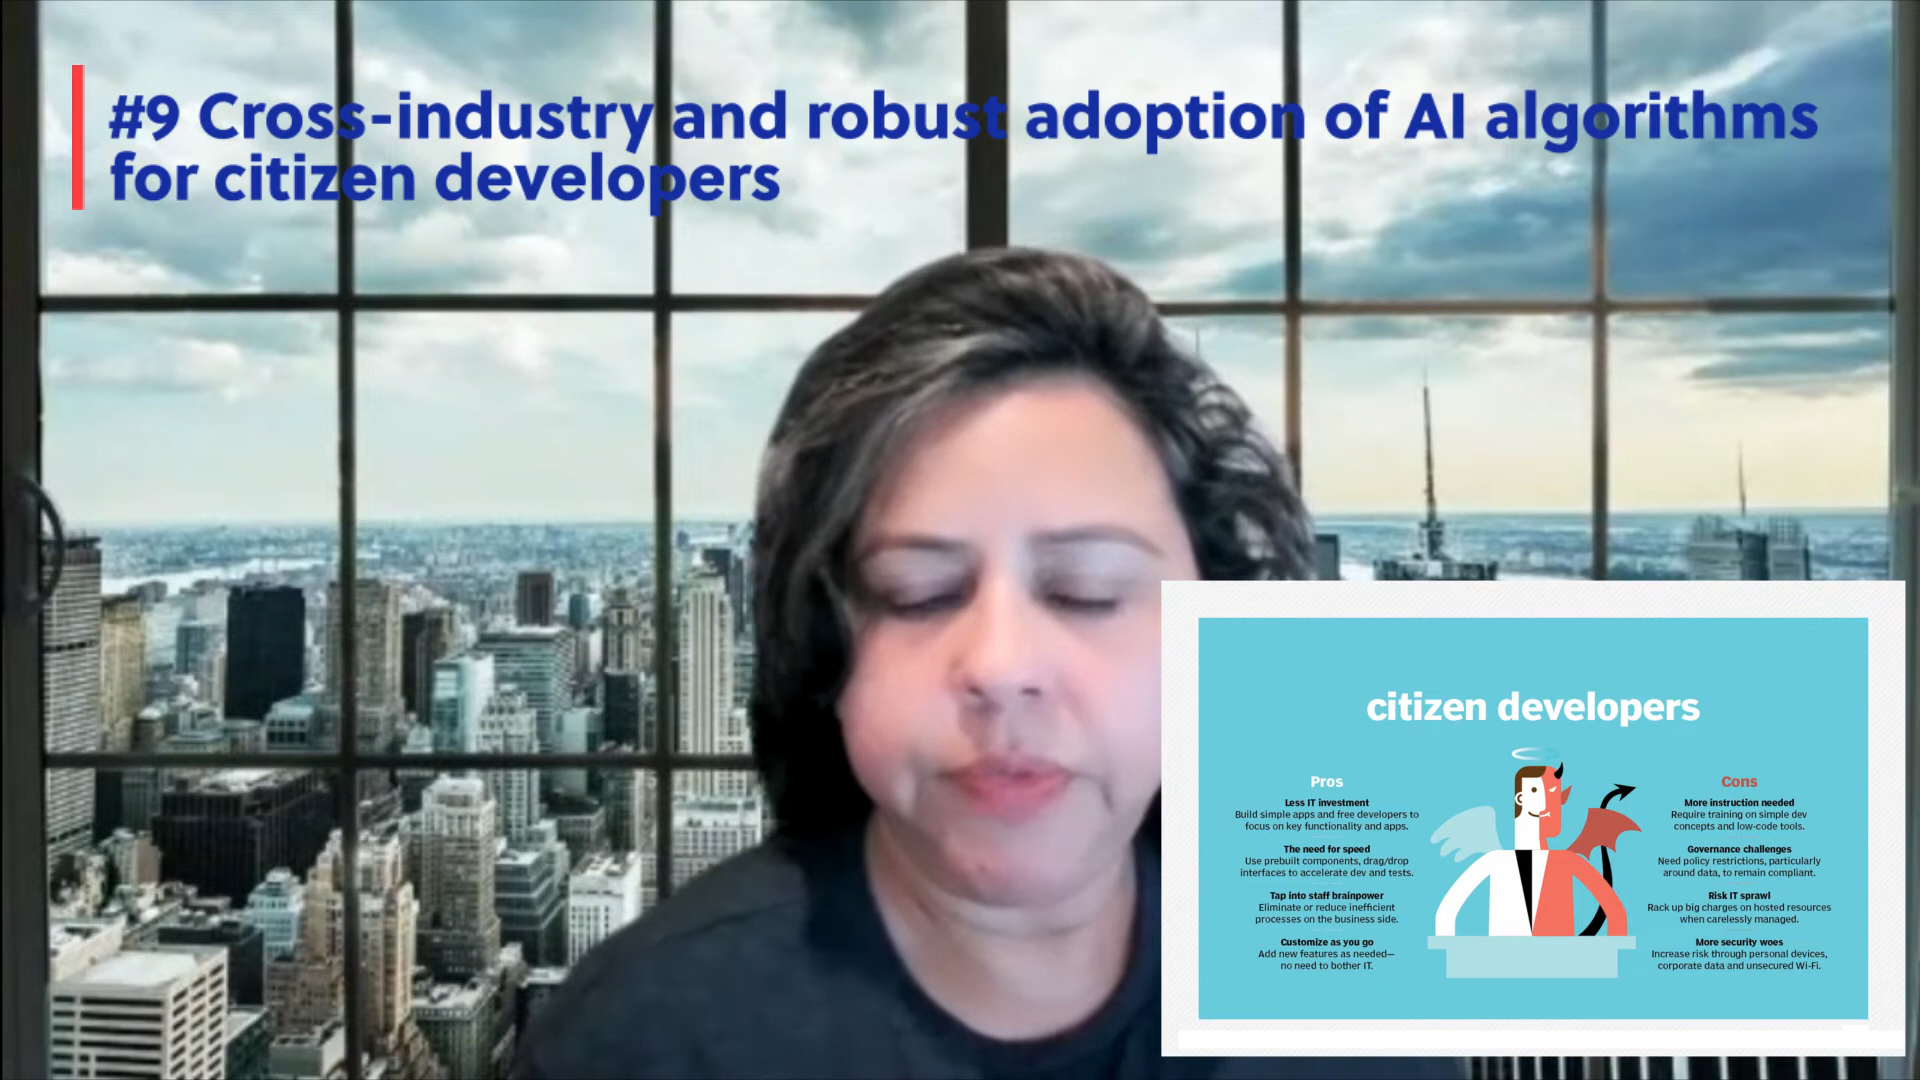 #9 Cross-industry and robust adoption of AI algorithms
for citizen developers
citizen developers
Pros
Less IT investment
Build simple apps and free developers to
focus on key functionality and apps.
The need for speed
Use prebuilt components, drag/drop
interfaces to accelerate dev and tests.
Tap into staff brainpower
Eliminate or reduce inefficient
processes on the business side.
Customize as you go
Add new features as needed—
no need to bother IT.
Cons
More instruction needed
Require training on simple dev
concepts and low-code tools.
Governance challenges
Need policy restrictions, particularly
around data, to remain compliant.
Risk IT sprawl
Rack up big charges on hosted resources
when carelessly managed.
More security woes
Increase risk through personal devices,
corporate data and unsecured Wi-Fi.